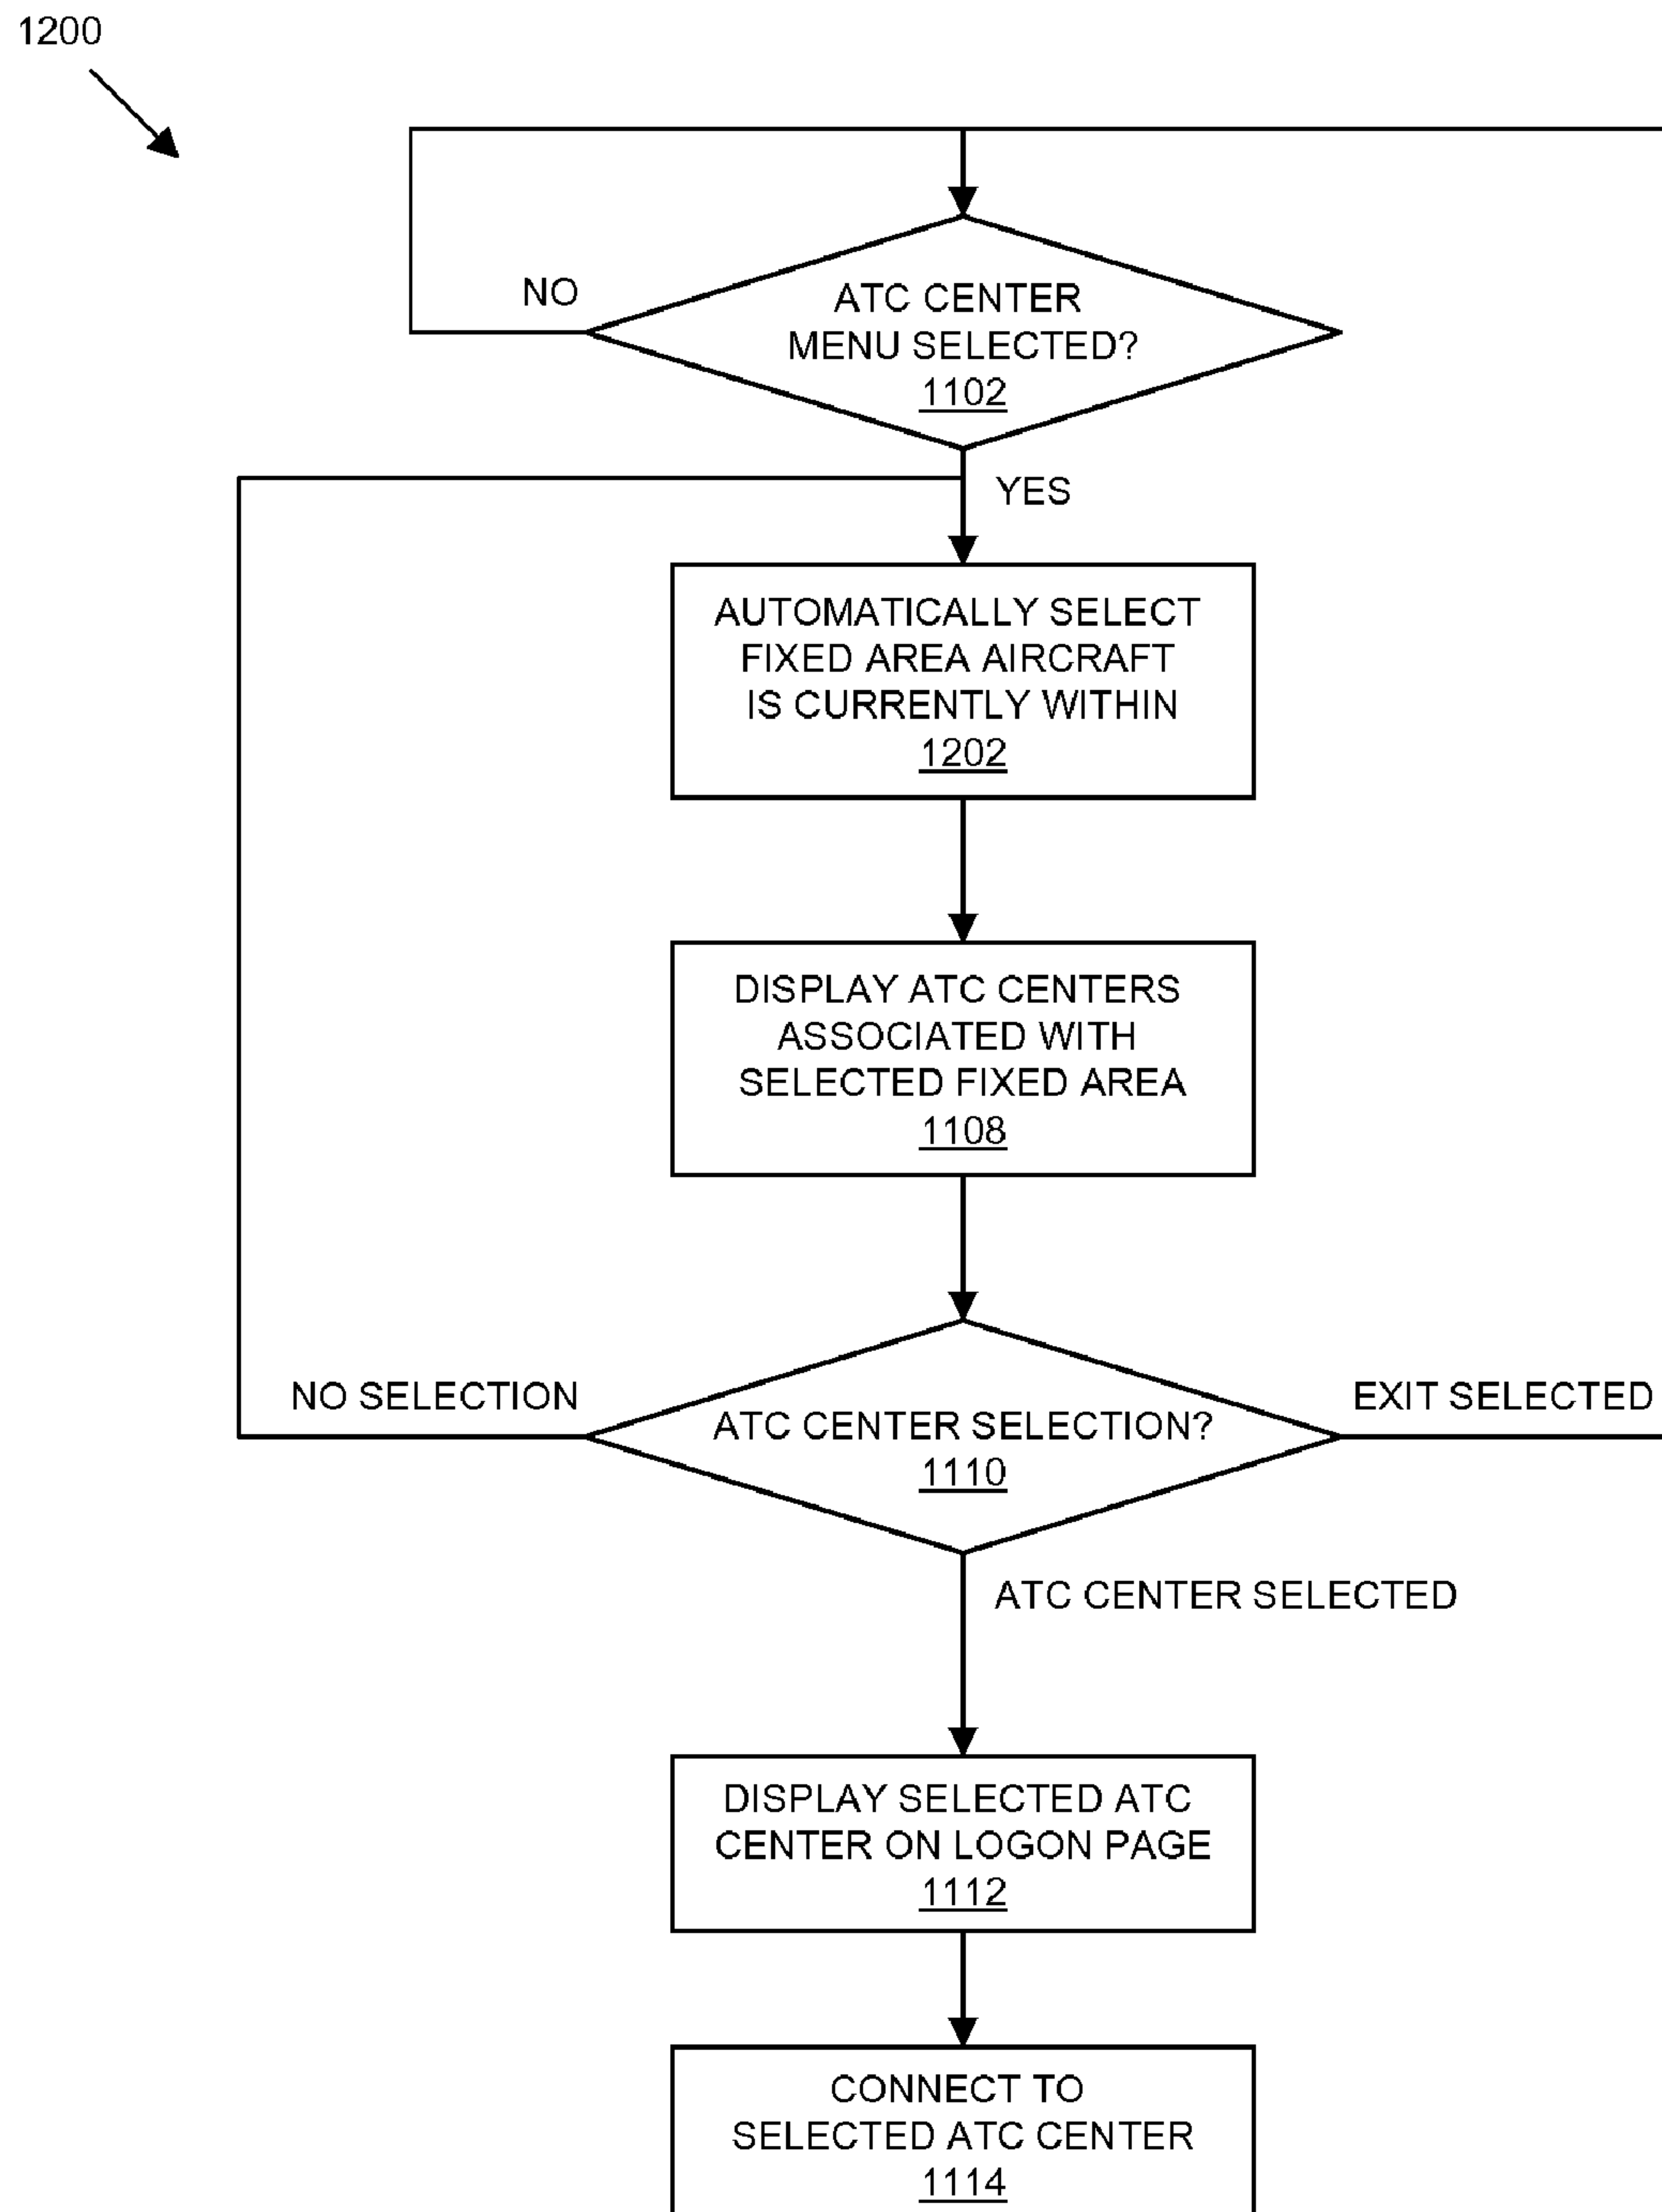 1200
NO
ATC CENTER
MENU SELECTED?
1102
YES
AUTOMATICALLY SELECT
FIXED AREA AIRCRAFT
IS CURRENTLY WITHIN
1202
DISPLAY ATC CENTERS
ASSOCIATED WITH
SELECTED FIXED AREA
1108
NO SELECTION
EXIT SELECTED
ATC CENTER SELECTION?
1110
ATC CENTER SELECTED
DISPLAY SELECTED ATC
CENTER ON LOGON PAGE
1112
CONNECT TO
SELECTED ATC CENTER
1114